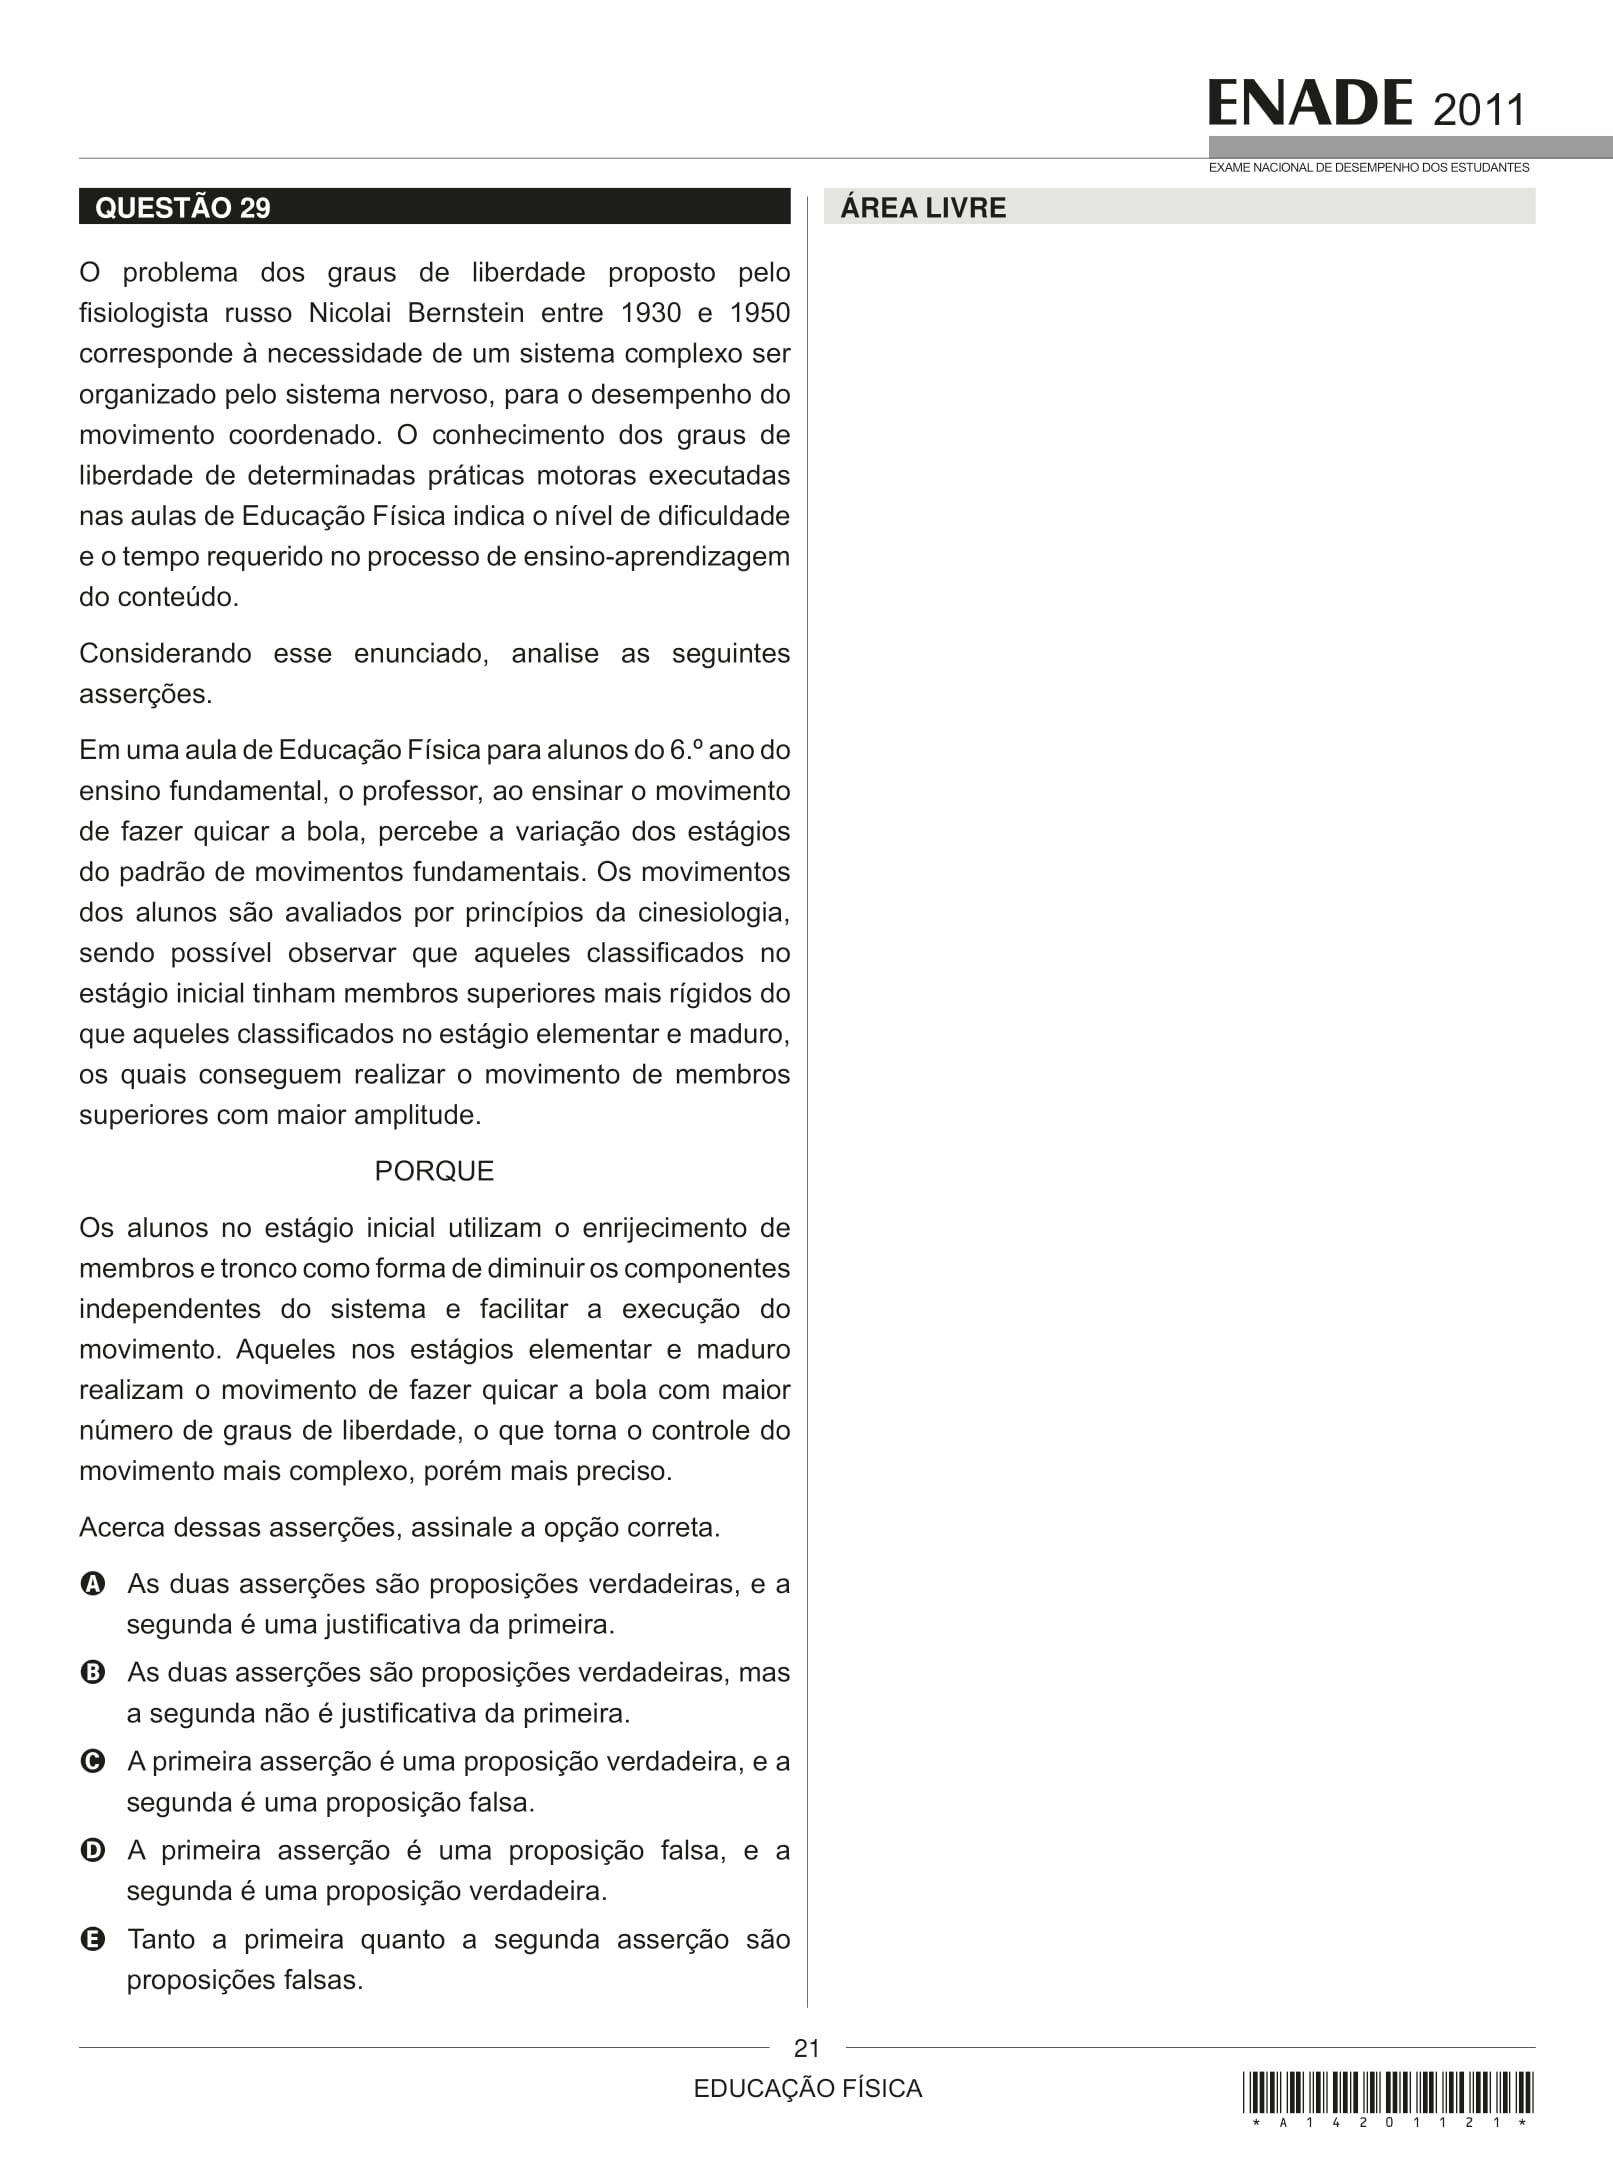 ENADE 2011
EXAME NACIONAL DE DESEMPENHO DOS ESTUDANTES
QUESTÃO 29
O problema dos graus de liberdade proposto pelo
fisiologista russo Nicolai Bernstein entre 1930 e 1950
corresponde à necessidade de um sistema complexo ser
organizado pelo sistema nervoso, para o desempenho do
movimento coordenado. O conhecimento dos graus de
liberdade de determinadas práticas motoras executadas
nas aulas de Educação Física indica o nível de dificuldade
e o tempo requerido no processo de ensino-aprendizagem
do conteúdo.
Considerando esse enunciado, analise as seguintes
asserções.
Em uma aula de Educação Física para alunos do 6.º ano do
ensino fundamental, o professor, ao ensinar o movimento
de fazer quicar a bola, percebe a variação dos estágios
do padrão de movimentos fundamentais. Os movimentos
dos alunos são avaliados por princípios da cinesiologia,
sendo possível observar que aqueles classificados no
estágio inicial tinham membros superiores mais rígidos do
que aqueles classificados no estágio elementar e maduro,
os quais conseguem realizar o movimento de membros
superiores com maior amplitude.
PORQUE
Os alunos no estágio inicial utilizam o enrijecimento de
membros e tronco como forma de diminuir os componentes
independentes do sistema e facilitar a execução do
movimento. Aqueles nos estágios elementar e maduro
realizam o movimento de fazer quicar a bola com maior
número de graus de liberdade, o que torna o controle do
movimento mais complexo, porém mais preciso.
Acerca dessas asserções, assinale a opção correta.
A As duas asserções são proposições verdadeiras, e a
segunda é uma justificativa da primeira.
B As duas asserções são proposições verdadeiras, mas
a segunda não é justificativa da primeira.
C A primeira asserção é uma proposição verdadeira, e a
segunda é uma proposição falsa.
D A primeira asserção é uma proposição falsa, e a
segunda é uma proposição verdadeira.
E Tanto a primeira quanto a segunda asserção são
proposições falsas.
ÁREA LIVRE
21
EDUCAÇÃO FÍSICA
*A14201121*